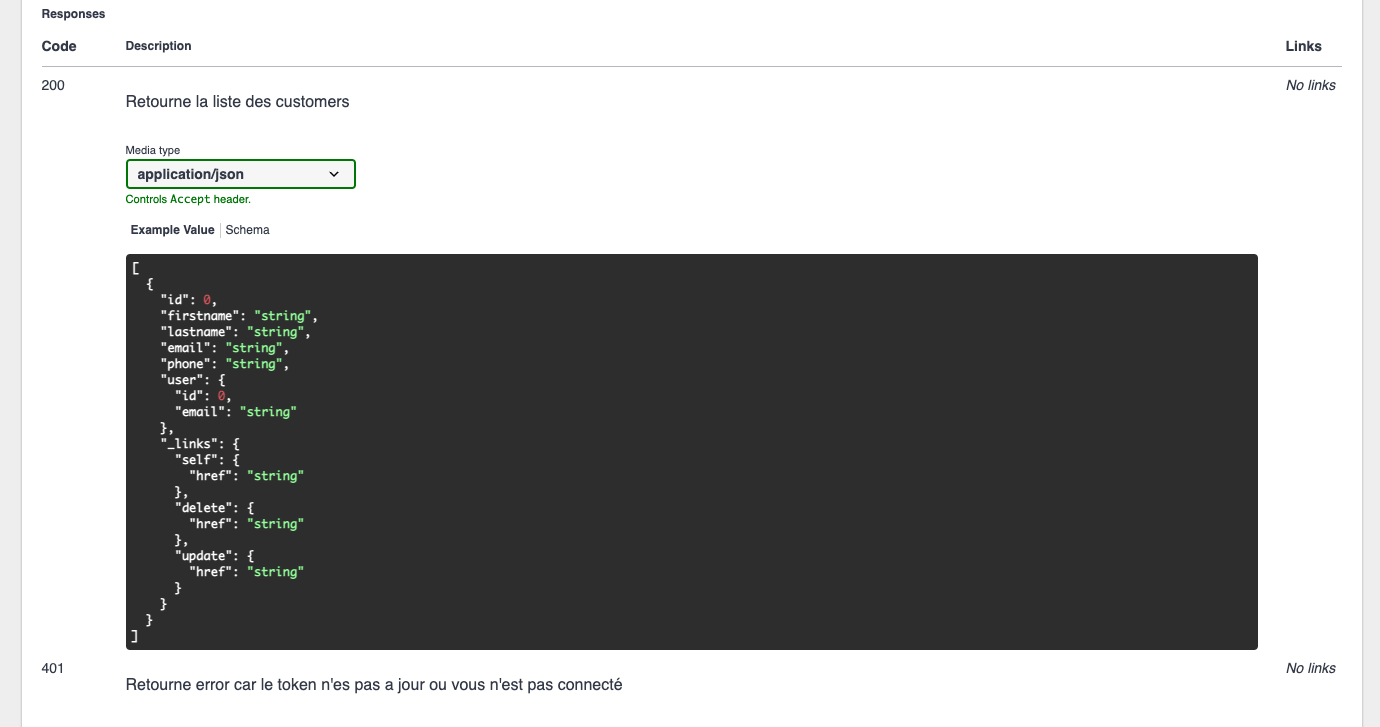 Responses
Code Description Links
200 No links
Retourne la liste des customers
Media type
application/json
Controls Accept header.
Example Value Schema
[
  {
    "id": 0,
    "firstname": "string",
    "lastname": "string",
    "email": "string",
    "phone": "string",
    "user": {
      "id": 0,
      "email": "string"
    },
    "_links": {
      "self": {
        "href": "string"
      },
      "delete": {
        "href": "string"
      },
      "update": {
        "href": "string"
      }
    }
  }
]
401 No links
Retourne error car le token n'es pas a jour ou vous n'est pas connecté